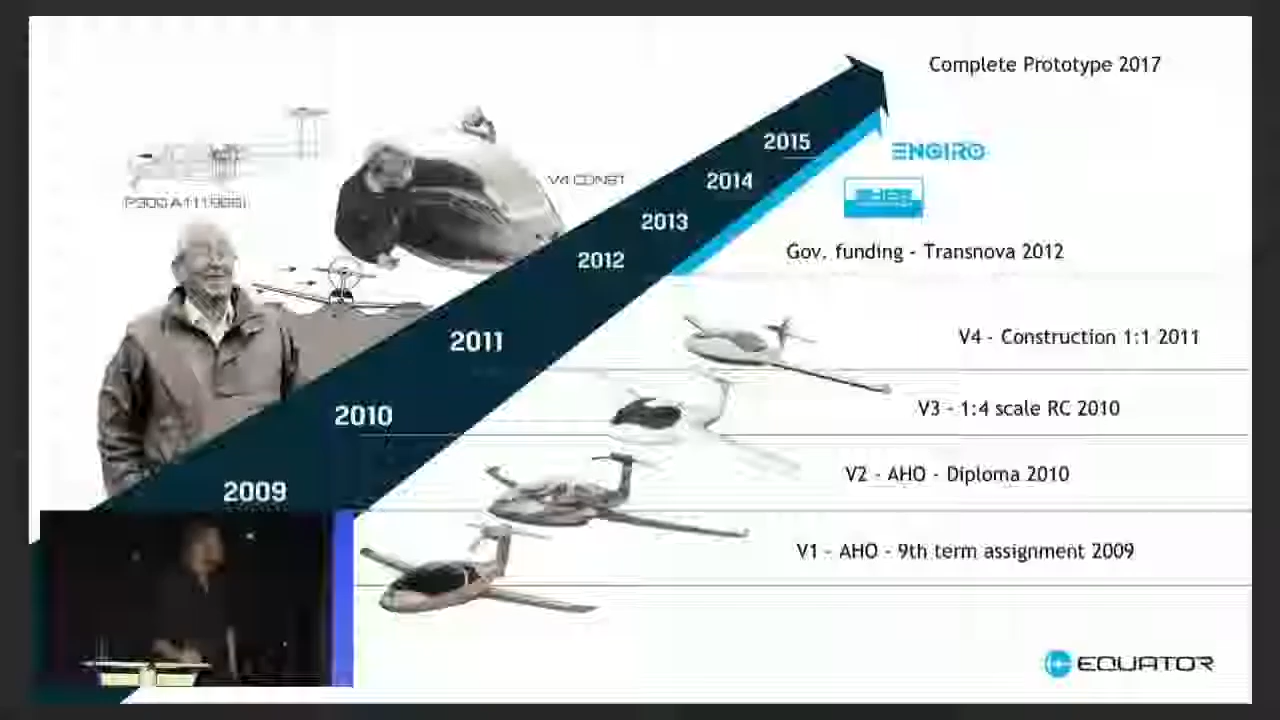 Complete Prototype 2017
2015
ENGIRO
2014
V4 CONST
2013
Gov. funding - Transnova 2012
2012
V4 - Construction 1:1 2011
2011
V3 - 1:4 scale RC 2010
2010
V2 - AHO - Diploma 2010
2009
V1 - AHO - 9th term assignment 2009
EQUATOR